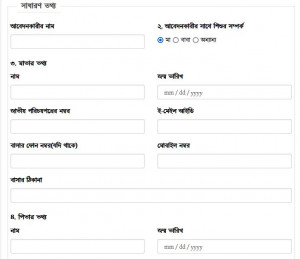 সাধারণ তথ্য
আবেদনকারীর নাম
২. আবেদনকারীর সাথে শিশুর সম্পর্ক
মা বাবা অন্যান্য
৩. মাতার তথ্য
নাম
জন্ম তারিখ
mm / dd / yyyy
জাতীয় পরিচয়পত্রের নম্বর
ই-মেইল আইডি
বাসার ফোন নম্বর(যদি থাকে)
মোবাইল নম্বর
বাসার ঠিকানা
৪. পিতার তথ্য
নাম
জন্ম তারিখ
mm / dd / yyyy